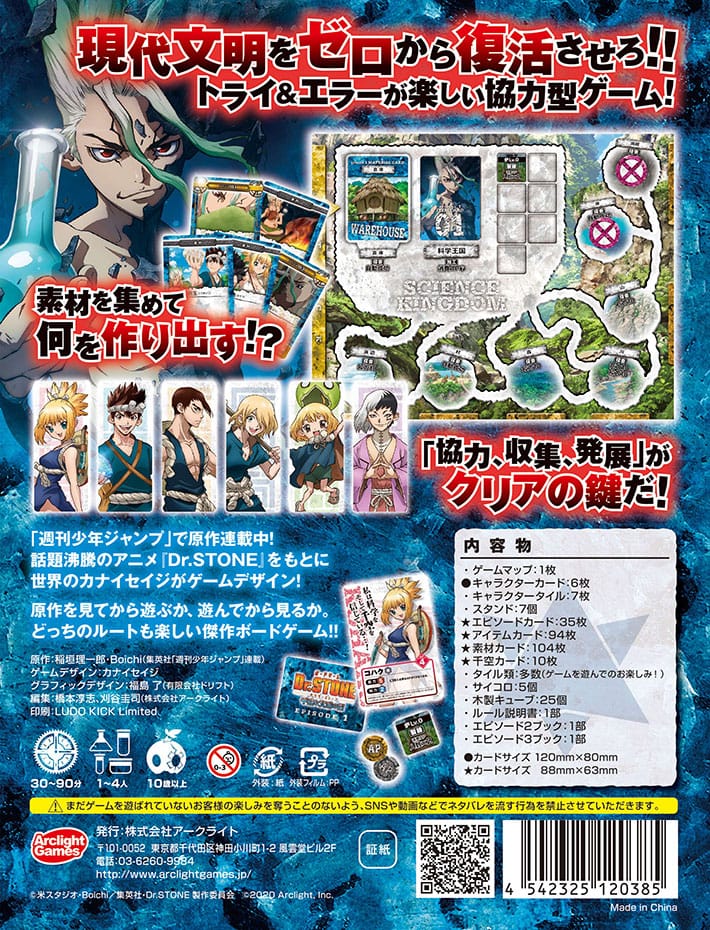 現代文明をゼロから復活させろ!!
トライ&エラーが楽しい協力型ゲーム!
WAREHOUSE
科学王国
SCIENCE
KINGDOM
素材を集めて
何を作り出す!?
「協力、収集、発展」が
クリアの鍵だ!
「週刊少年ジャンプ」で原作連載中!
話題沸騰のアニメ『Dr.STONE』をもとに
世界のカナイセイジがゲームデザイン!
原作を見てから遊ぶか、遊んでから見るか。
どっちのルートも楽しい傑作ボードゲーム!!
原作:稲垣理一郎・Boichi(集英社「週刊少年ジャンプ」連載)
ゲームデザイン:カナイセイジ
グラフィックデザイン:福島 了(有限会社ドリフト)
編集:橋本淳志、刈谷圭司(株式会社アークライト)
印刷:LUDO KICK Limited.
コハク
4
Dr.STONE
EPISODE 1
Lv.0
AP
内容物
・ゲームマップ:1枚
●キャラクターカード:6枚
・キャラクタータイル:7枚
・スタンド:7個
★エピソードカード:35枚
★アイテムカード:94枚
★素材カード:104枚
★千空カード:10枚
・タイル類:多数(ゲームを遊んでのお楽しみ!)
・サイコロ:5個
・木製キューブ:25個
・ルール説明書:1部
・エピソード2ブック:1部
・エピソード3ブック:1部
●カードサイズ 120mm×80mm
★カードサイズ 88mm×63mm
30~90分
1~4人
10歳以上
0-3
紙
外装:紙
プラ
外装フィルム:PP
まだゲームを遊ばれていないお客様の楽しみを奪うことのないよう、SNSや動画などでネタバレを流す行為を禁止させていただきます。
Arclight
Games
発行:株式会社アークライト
〒101-0052 東京都千代田区神田小川町1-2 風雲堂ビル2F
電話:03-6260-9984
http://www.arclightgames.jp/
証紙
4 542325 120385
©米スタジオ・Boichi/集英社・Dr.STONE 製作委員会 ©2020 Arclight, Inc.
Made in China